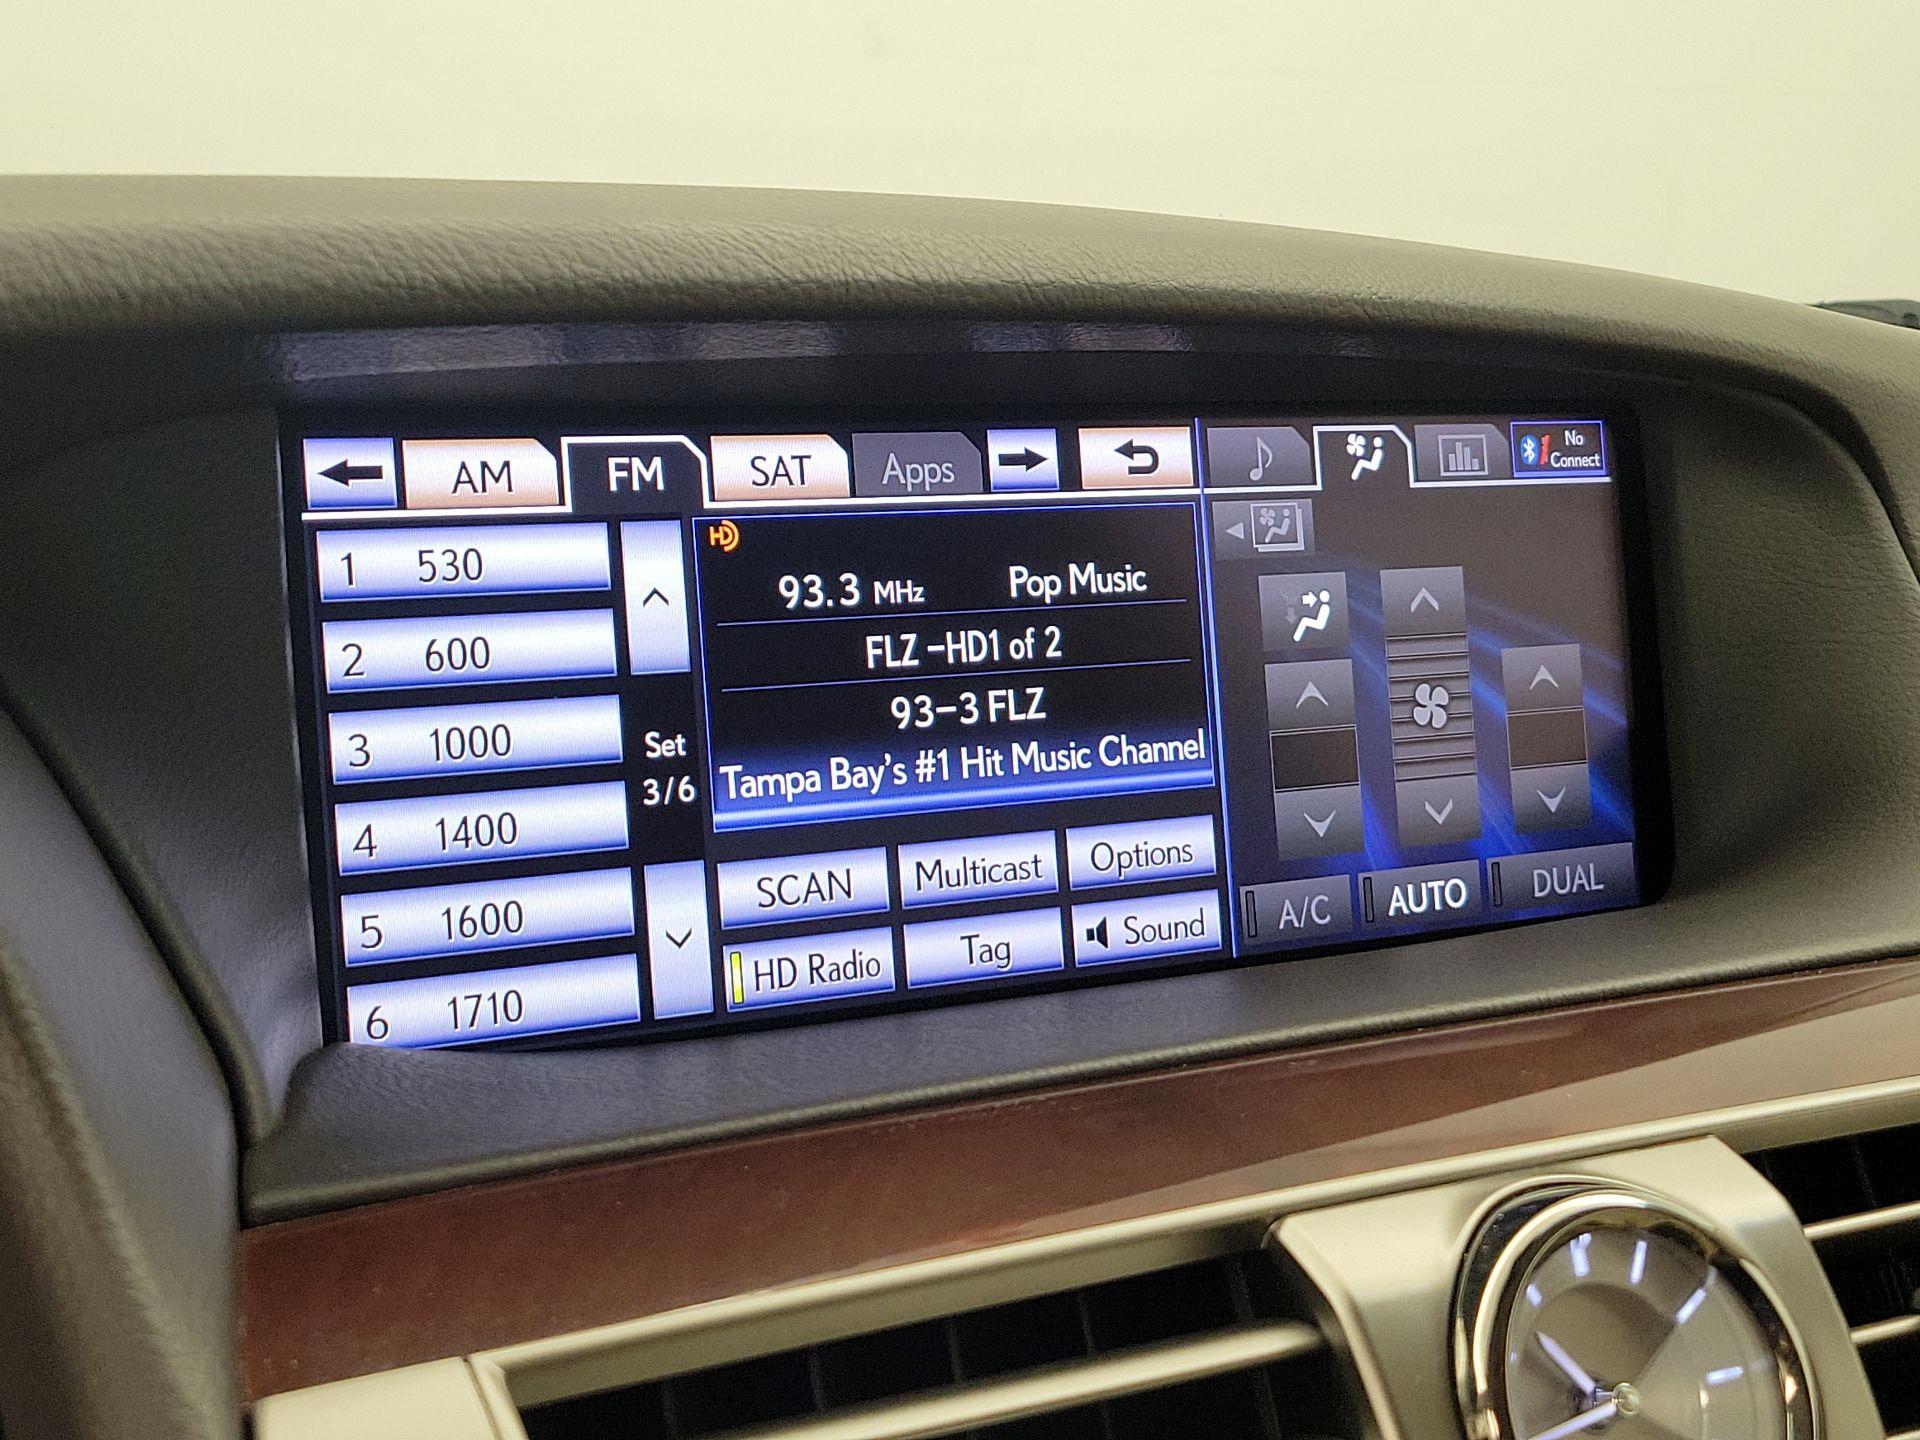 AM
FM
SAT
Apps
No
Connect
1 530
2 600
3 1000
4 1400
5 1600
6 1710
Set
3/6
HD
93.3 MHz Pop Music
FLZ -HD1 of 2
93-3 FLZ
Tampa Bay's #1 Hit Music Channel
SCAN
Multicast
Options
HD Radio
Tag
Sound
A/C
AUTO
DUAL